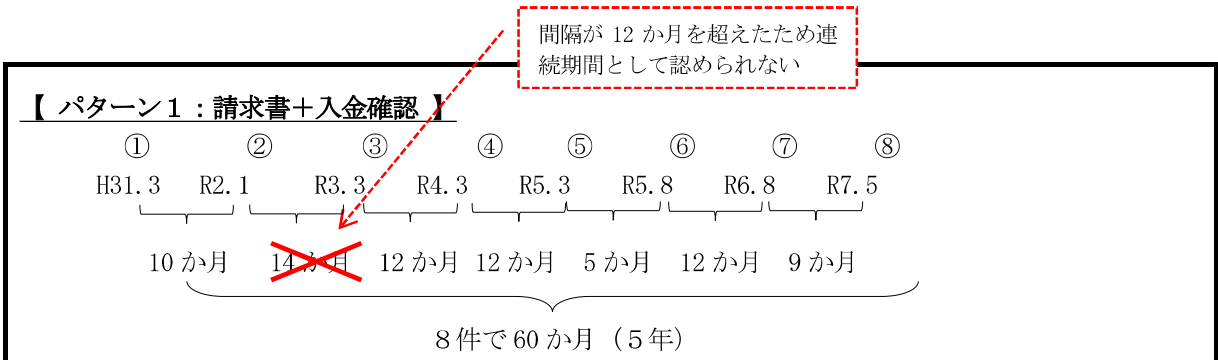 間隔が 12 か月を超えたため連
続期間として認められない
【 パターン１：請求書＋入金確認 】
① ② ③ ④ ⑤ ⑥ ⑦ ⑧
H31.3 R2.1 R3.3 R4.3 R5.3 R5.8 R6.8 R7.5
10 か月 14 か月 12 か月 12 か月 5 か月 12 か月 9 か月
８件で 60 か月（５年）